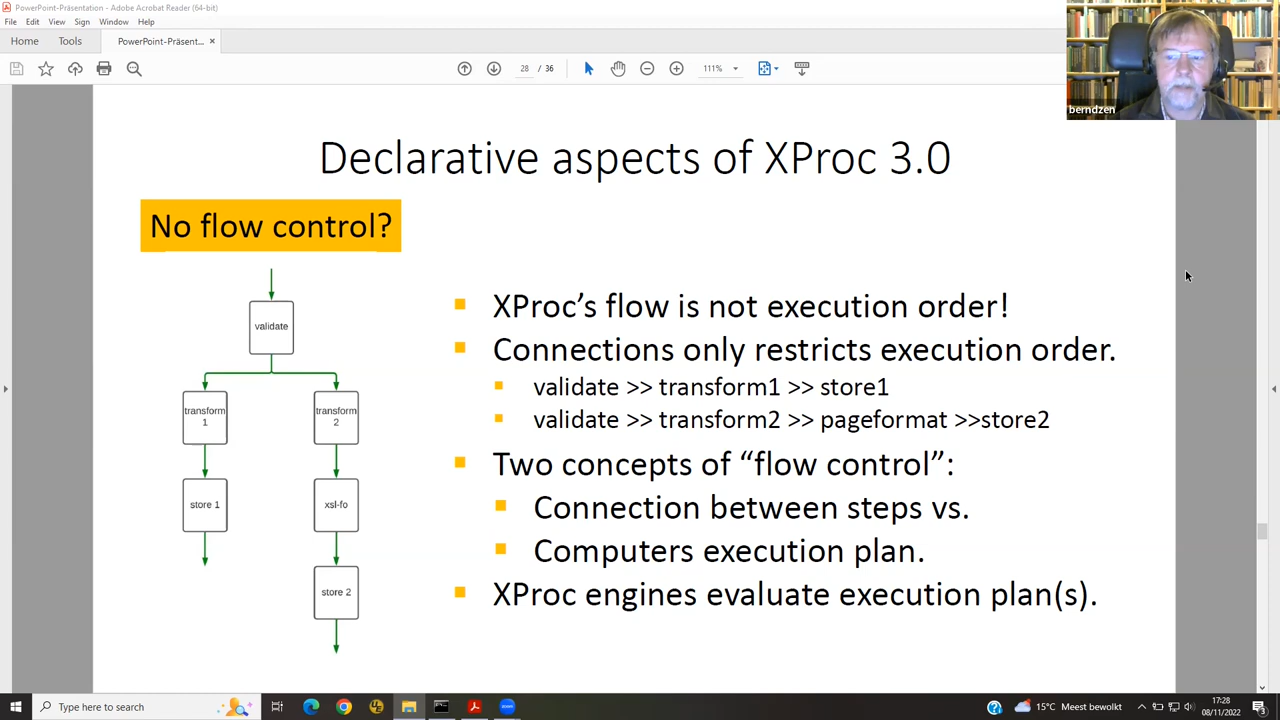 PowerPoint-Präsentation - Adobe Acrobat Reader (64-bit)
File Edit View Sign Window Help
Home Tools PowerPoint-Präsent... ×
28 / 36 111%
berndzen
Declarative aspects of XProc 3.0
No flow control?
validate
transform
1
transform
2
store 1
xsl-fo
store 2
XProc’s flow is not execution order!
Connections only restricts execution order.
validate >> transform1 >> store1
validate >> transform2 >> pageformat >>store2
Two concepts of “flow control”:
Connection between steps vs.
Computers execution plan.
XProc engines evaluate execution plan(s).
Type here to search
15°C Meest bewolkt
17:28
08/11/2022
3